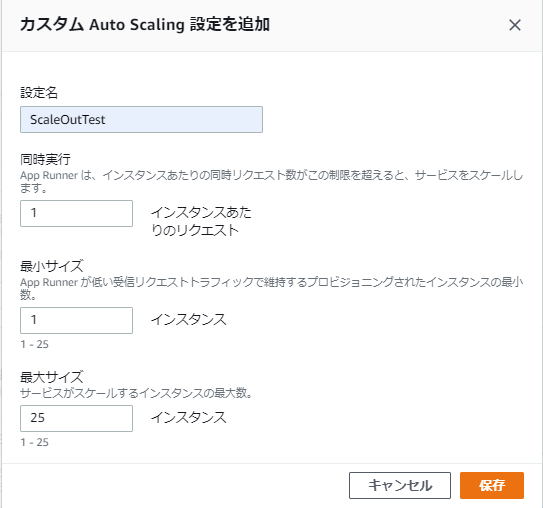 カスタム Auto Scaling 設定を追加
設定名
ScaleOutTest
同時実行
App Runner は、インスタンスあたりの同時リクエスト数がこの制限を超えると、サービスをスケールし
ます。
1 インスタンスあた
りのリクエスト
最小サイズ
App Runner が低い受信リクエストトラフィックで維持するプロビジョニングされたインスタンスの最小
数。
1 インスタンス
1 - 25
最大サイズ
サービスがスケールするインスタンスの最大数。
25 インスタンス
1 - 25
キャンセル 保存